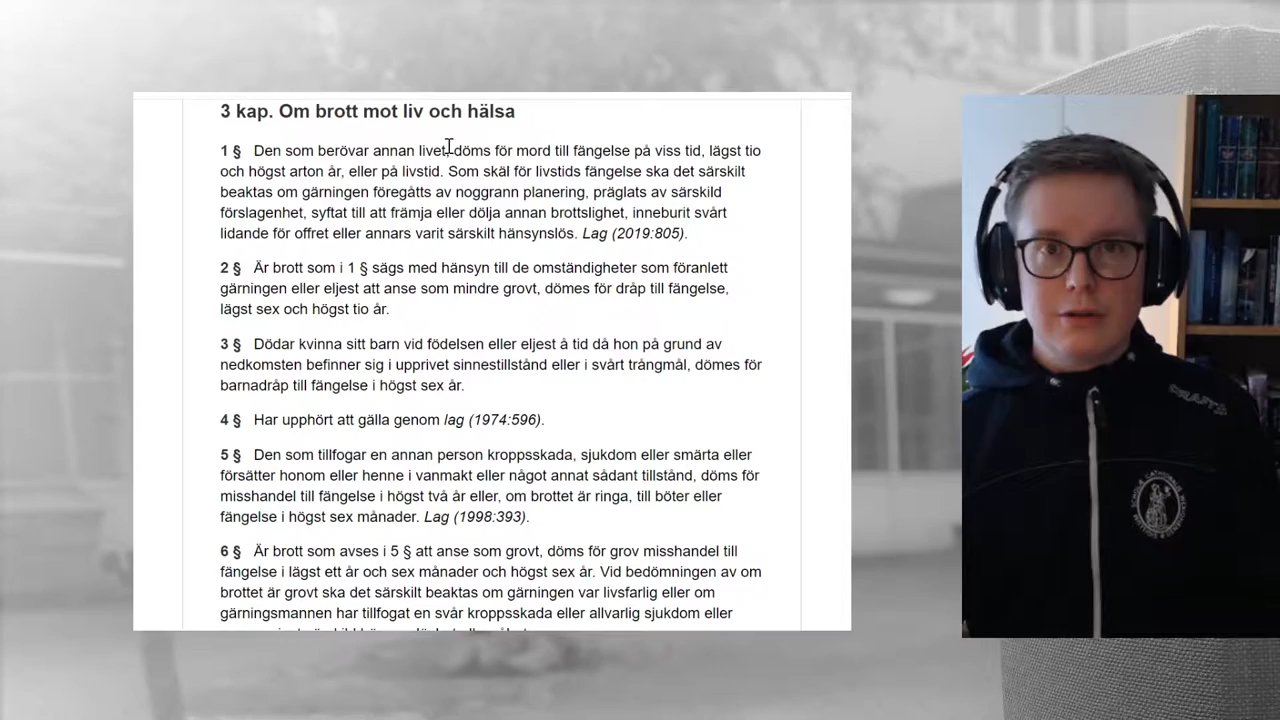 3 kap. Om brott mot liv och hälsa
1 § Den som berövar annan livet, döms för mord till fängelse på viss tid, lägst tio
och högst arton år, eller på livstid. Som skäl för livstids fängelse ska det särskilt
beaktas om gärningen föregåtts av noggrann planering, präglats av särskild
förslagenhet, syftat till att främja eller dölja annan brottslighet, inneburit svårt
lidande för offret eller annars varit särskilt hänsynslös. Lag (2019:805).
2 § Är brott som i 1 § sägs med hänsyn till de omständigheter som föranlett
gärningen eller eljest att anse som mindre grovt, dömes för dråp till fängelse,
lägst sex och högst tio år.
3 § Dödar kvinna sitt barn vid födelsen eller eljest å tid då hon på grund av
nedkomsten befinner sig i upprivet sinnestillstånd eller i svårt trångmål, dömes för
barnadråp till fängelse i högst sex år.
4 § Har upphört att gälla genom lag (1974:596).
5 § Den som tillfogar en annan person kroppsskada, sjukdom eller smärta eller
försätter honom eller henne i vanmakt eller något annat sådant tillstånd, döms för
misshandel till fängelse i högst två år eller, om brottet är ringa, till böter eller
fängelse i högst sex månader. Lag (1998:393).
6 § Är brott som avses i 5 § att anse som grovt, döms för grov misshandel till
fängelse i lägst ett år och sex månader och högst sex år. Vid bedömningen av om
brottet är grovt ska det särskilt beaktas om gärningen var livsfarlig eller om
gärningsmannen har tillfogat en svår kroppsskada eller allvarlig sjukdom eller
CRAFT